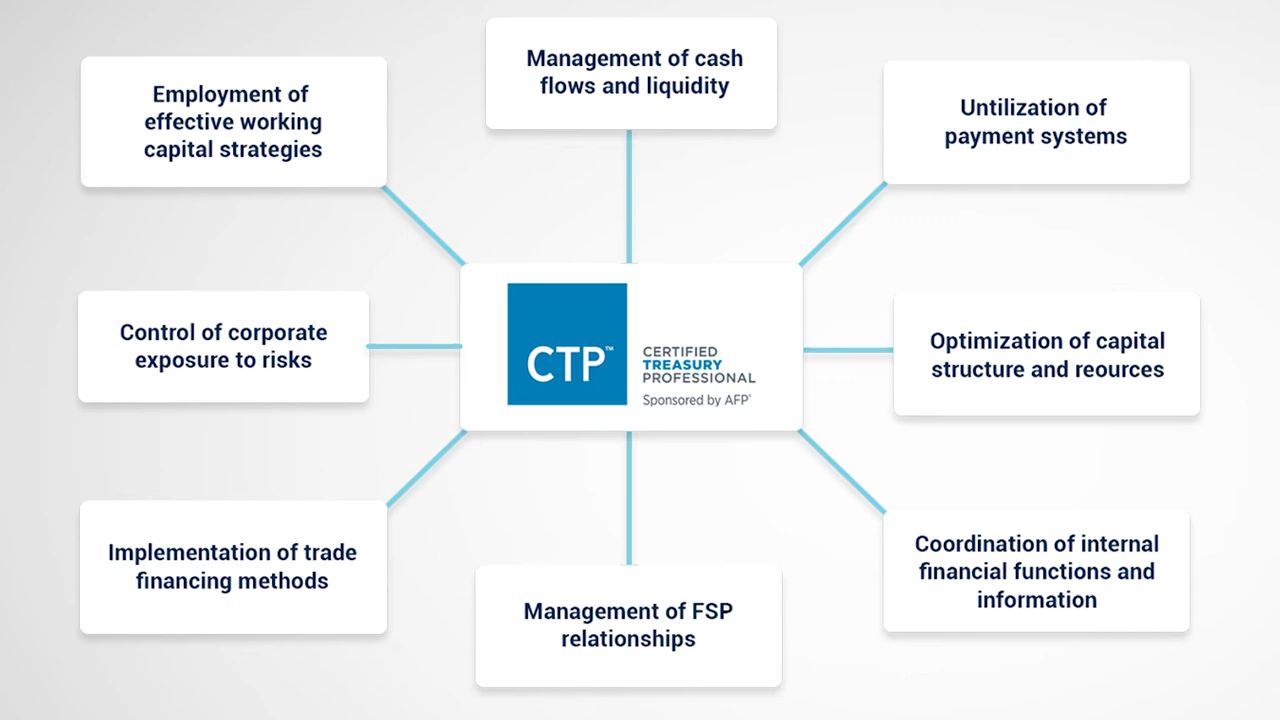 Management of cash
flows and liquidity
Employment of
effective working
capital strategies
Untilization of
payment systems
Control of corporate
exposure to risks
CTP™
CERTIFIED
TREASURY
PROFESSIONAL
Sponsored by AFP®
Optimization of capital
structure and reources
Implementation of trade
financing methods
Management of FSP
relationships
Coordination of internal
financial functions and
information